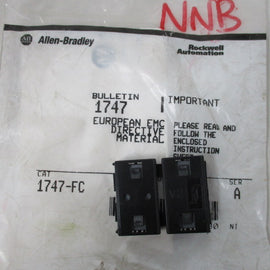 NNB
Allen-Bradley
Rockwell
Automation
BULLETIN
1747
IMPORTANT
EUROPEAN EMC
DIRECTIVE
MATERIAL
PLEASE READ AND
FOLLOW THE
ENCLOSED
INSTRUCTION
CAT
1747-FC
SER
A